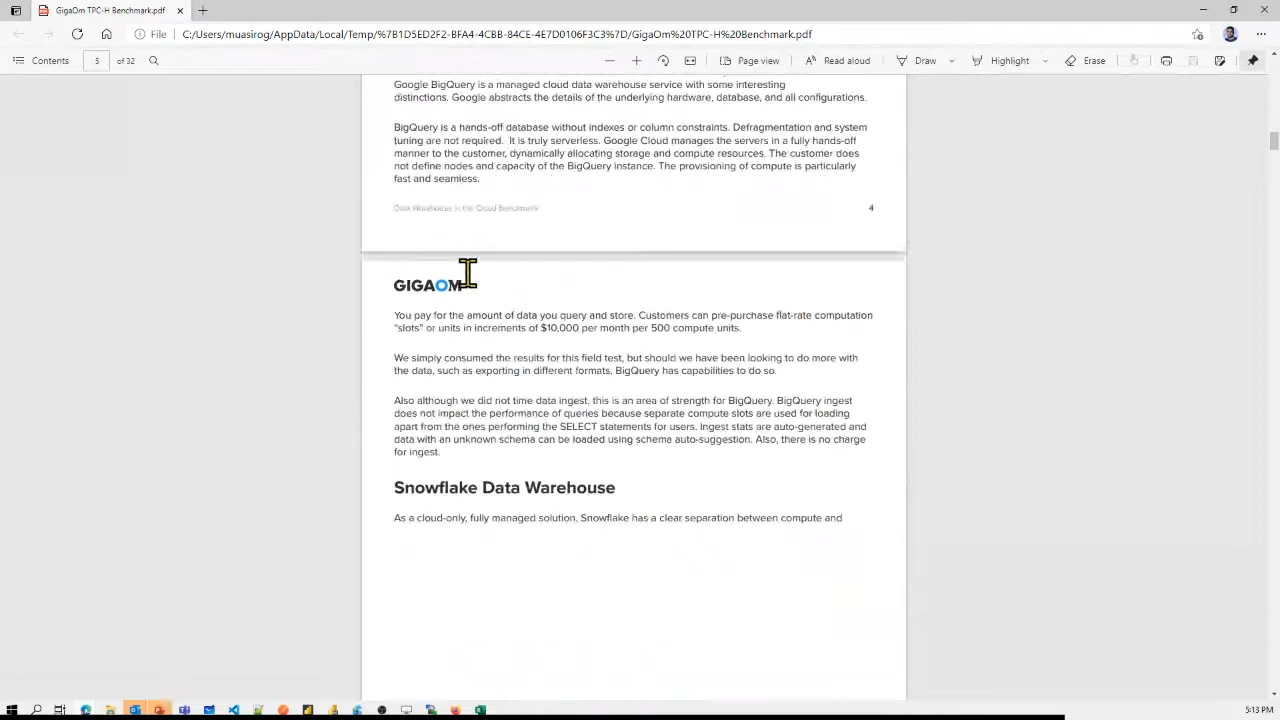 GigaOm TPC-H Benchmark.pdf
File C:/Users/muasirog/AppData/Local/Temp/%7B1D5ED2F2-BFA4-4CBB-84CE-4E7D0106F3C3%7D/GigaOm%20TPC-H%20Benchmark.pdf
Contents 5 of 32 Page view Read aloud Draw Highlight Erase
Google BigQuery is a managed cloud data warehouse service with some interesting
distinctions. Google abstracts the details of the underlying hardware, database, and all configurations.
BigQuery is a hands-off database without indexes or column constraints. Defragmentation and system
tuning are not required. It is truly serverless. Google Cloud manages the servers in a fully hands-off
manner to the customer, dynamically allocating storage and compute resources. The customer does
not define nodes and capacity of the BigQuery instance. The provisioning of compute is particularly
fast and seamless.
Data Warehouse in the Cloud Benchmark 4
GIGAOM
You pay for the amount of data you query and store. Customers can pre-purchase flat-rate computation
“slots” or units in increments of $10,000 per month per 500 compute units.
We simply consumed the results for this field test, but should we have been looking to do more with
the data, such as exporting in different formats, BigQuery has capabilities to do so.
Also although we did not time data ingest, this is an area of strength for BigQuery. BigQuery ingest
does not impact the performance of queries because separate compute slots are used for loading
apart from the ones performing the SELECT statements for users. Ingest stats are auto-generated and
data with an unknown schema can be loaded using schema auto-suggestion. Also, there is no charge
for ingest.
Snowflake Data Warehouse
As a cloud-only, fully managed solution, Snowflake has a clear separation between compute and
5:13 PM